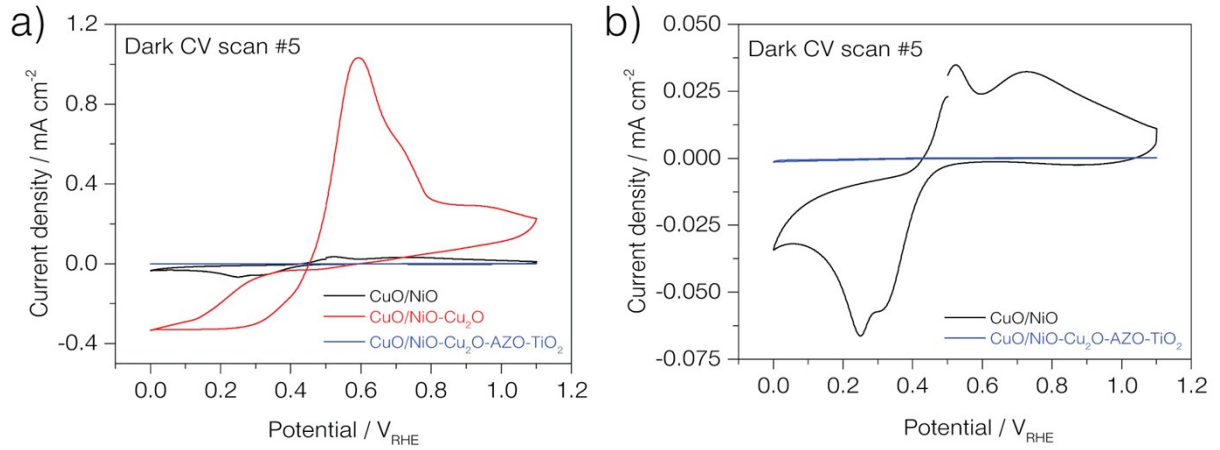 a)
Dark CV scan #5
Current density / mA cm⁻²
1.2
0.8
0.4
0.0
-0.4
0.0 0.2 0.4 0.6 0.8 1.0 1.2
Potential / V_RHE
CuO/NiO
CuO/NiO-Cu₂O
CuO/NiO-Cu₂O-AZO-TiO₂
b)
Dark CV scan #5
Current density / mA cm⁻²
0.050
0.025
0.000
-0.025
-0.050
-0.075
0.0 0.2 0.4 0.6 0.8 1.0 1.2
Potential / V_RHE
CuO/NiO
CuO/NiO-Cu₂O-AZO-TiO₂